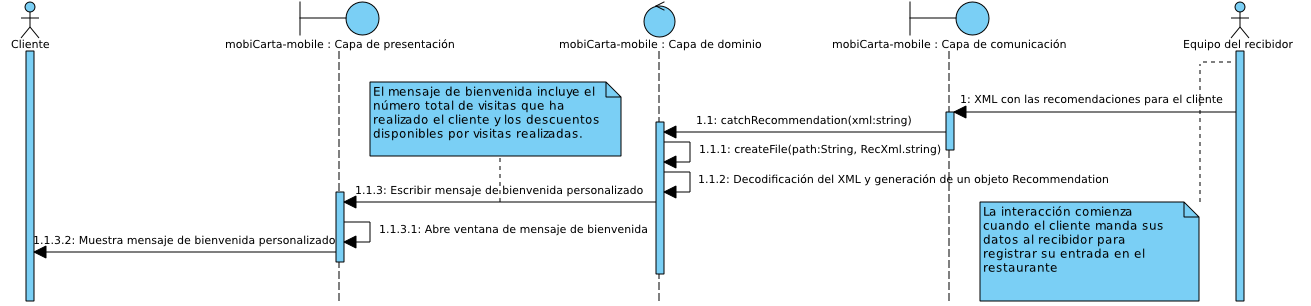 Cliente
mobiCarta-mobile : Capa de presentación
mobiCarta-mobile : Capa de dominio
mobiCarta-mobile : Capa de comunicación
Equipo del recibidor
El mensaje de bienvenida incluye el
número total de visitas que ha
realizado el cliente y los descuentos
disponibles por visitas realizadas.
1: XML con las recomendaciones para el cliente
1.1: catchRecommendation(xml:string)
1.1.1: createFile(path:String, RecXml.string)
1.1.2: Decodificación del XML y generación de un objeto Recommendation
1.1.3: Escribir mensaje de bienvenida personalizado
1.1.3.1: Abre ventana de mensaje de bienvenida
1.1.3.2: Muestra mensaje de bienvenida personalizado
La interacción comienza
cuando el cliente manda sus
datos al recibidor para
registrar su entrada en el
restaurante